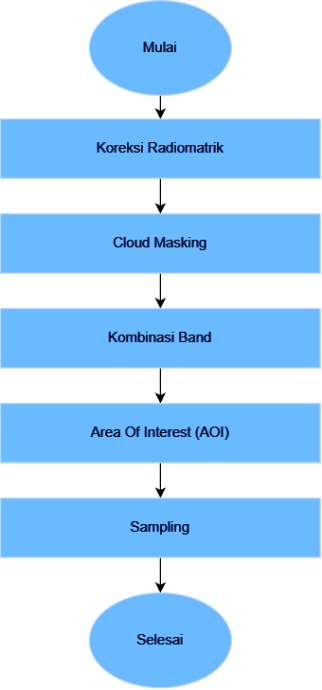 Mulai
Koreksi Radiomatrik
Cloud Masking
Kombinasi Band
Area Of Interest (AOI)
Sampling
Selesai